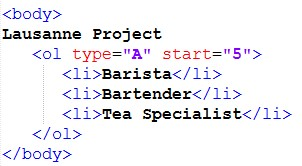 <body>
Lausanne Project
<ol type="A" start="5">
<li>Barista</li>
<li>Bartender</li>
<li>Tea Specialist</li>
</ol>
</body>